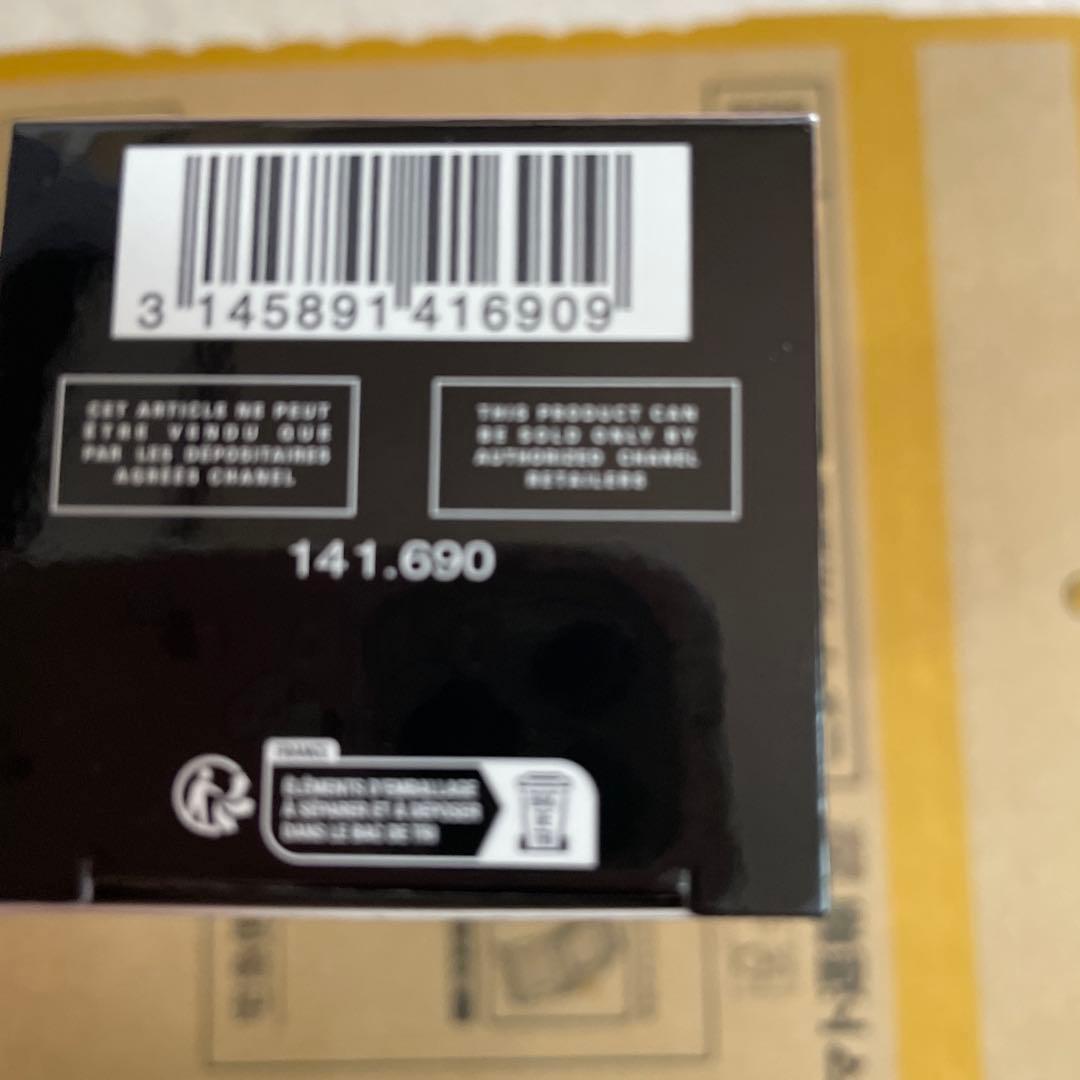 3 145891 416909
CET ARTICLE NE PEUT
ÊTRE VENDU QUE
PAR LES DÉPOSITAIRES
AGRÉÉS CHANEL
THIS PRODUCT CAN
BE SOLD ONLY BY
AUTHORIZED CHANEL
RETAILERS
141.690
FRANCE
ÉLÉMENTS D'EMBALLAGE
À SÉPARER ET À DÉPOSER
DANS LE BAC DE TRI